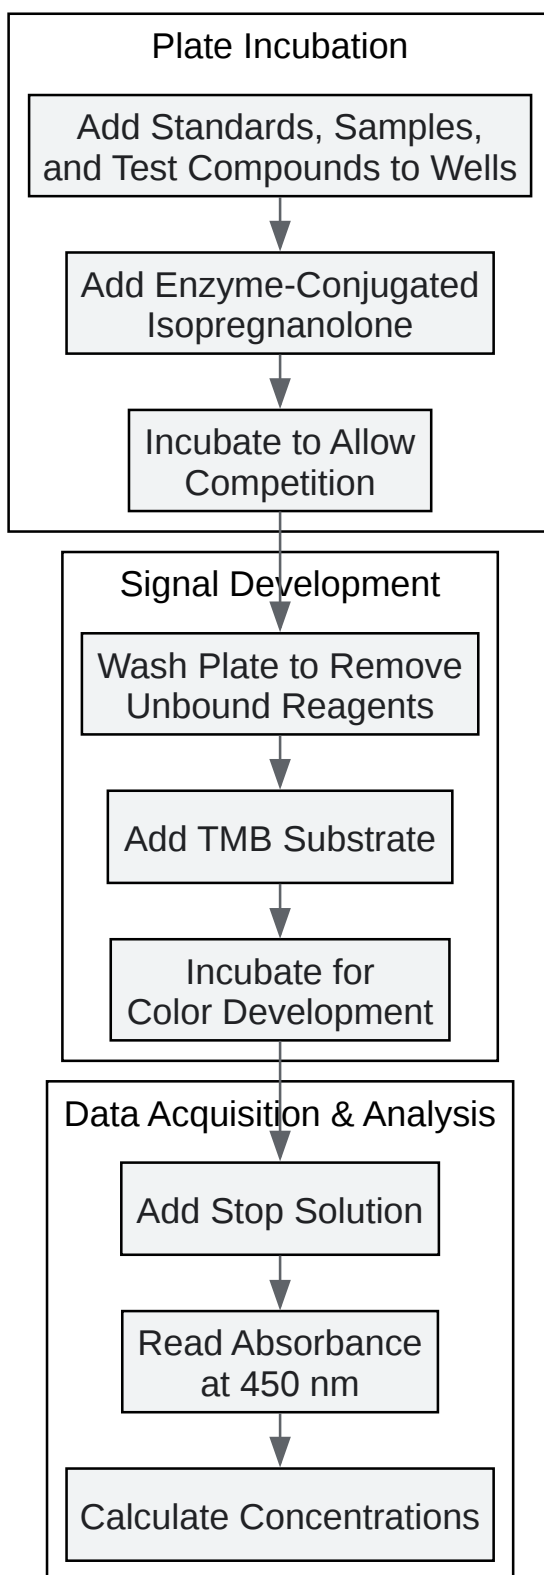 Plate Incubation
Add Standards, Samples,
and Test Compounds to Wells
Add Enzyme-Conjugated
Isopregnanolone
Incubate to Allow
Competition
Signal Development
Wash Plate to Remove
Unbound Reagents
Add TMB Substrate
Incubate for
Color Development
Data Acquisition & Analysis
Add Stop Solution
Read Absorbance
at 450 nm
Calculate Concentrations